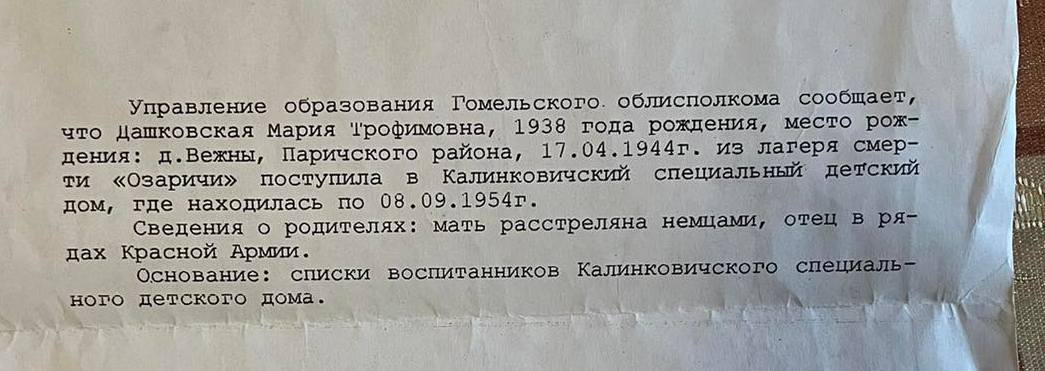 Управление образования Гомельского облисполкома сообщает,
что Дашковская Мария Трофимовна, 1938 года рождения, место рож-
дения: д.Вежны, Паричского района, 17.04.1944г. из лагеря смер-
ти «Озаричи» поступила в Калинковичский специальный детский
дом, где находилась по 08.09.1954г.
Сведения о родителях: мать расстреляна немцами, отец в ря-
дах Красной Армии.
Основание: списки воспитанников Калинковичского специаль-
ного детского дома.